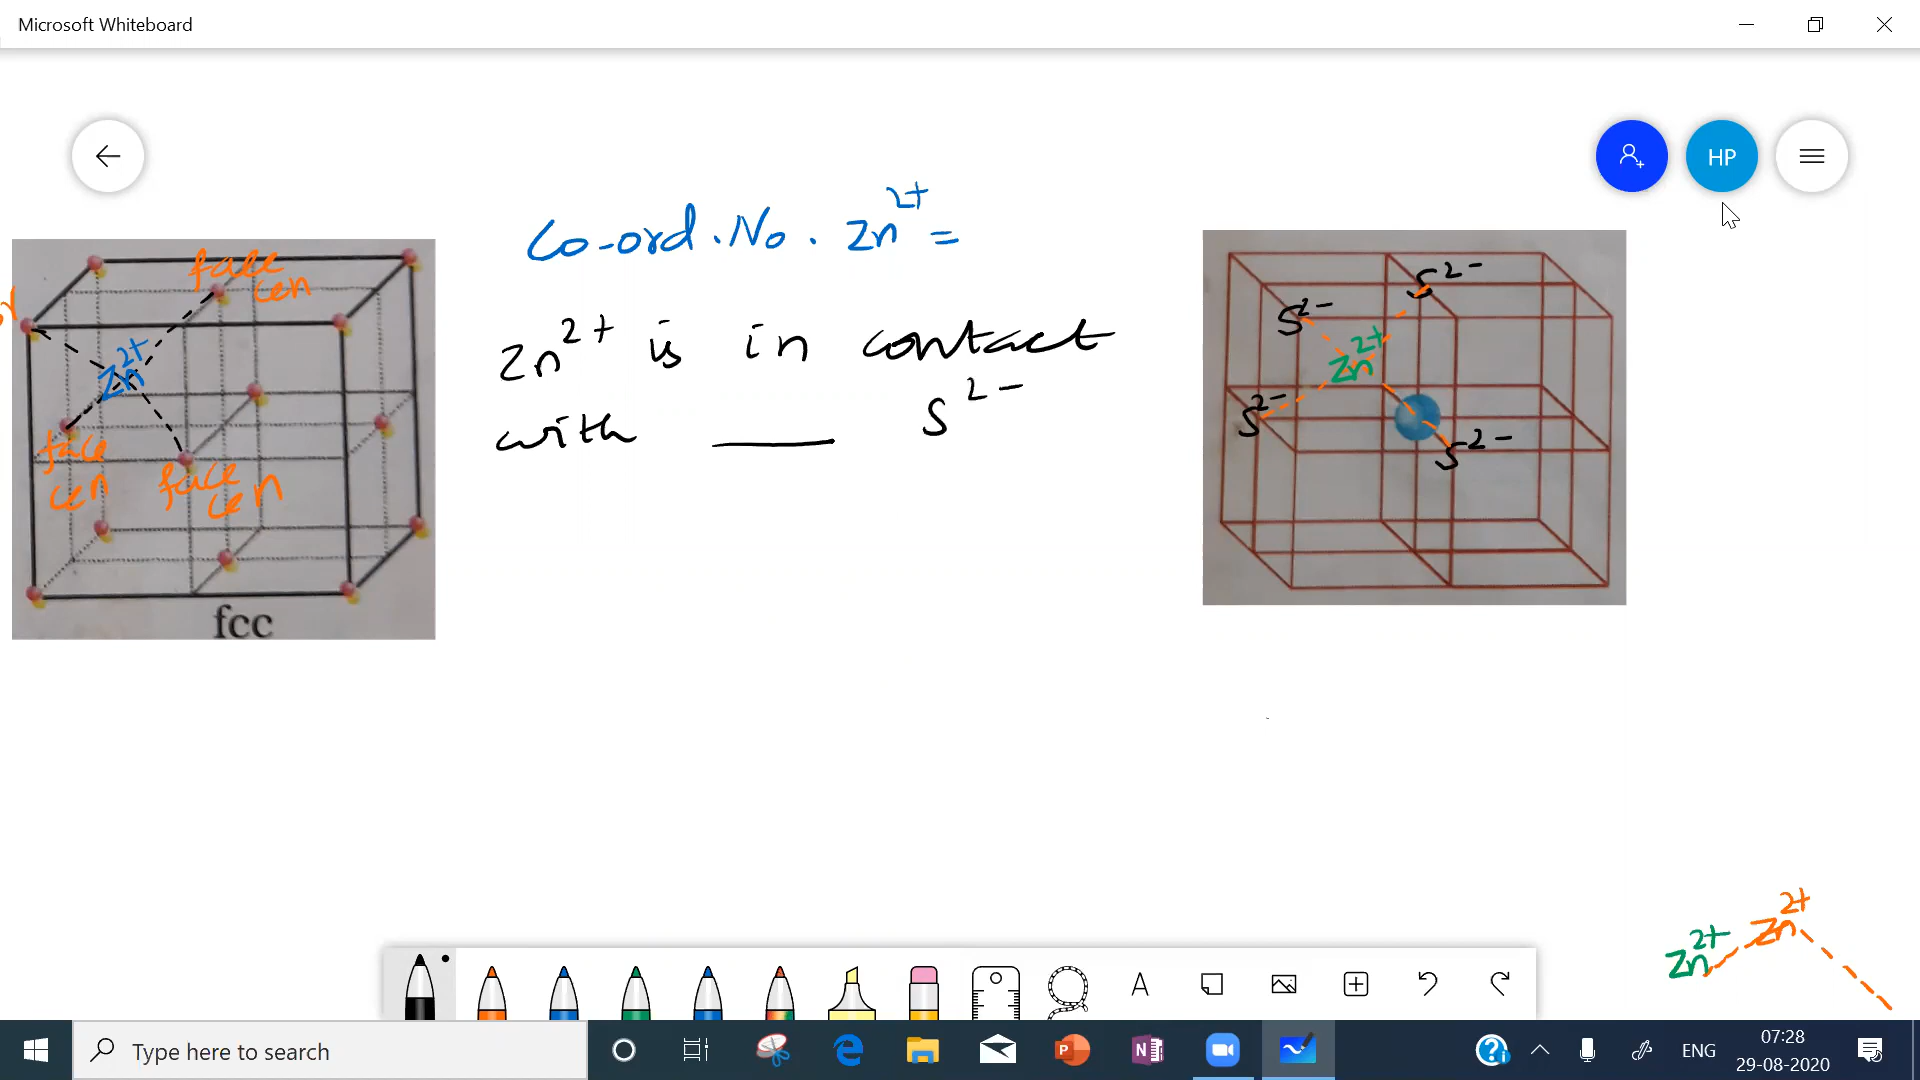 Microsoft Whiteboard
HP
Co-ord. No. Zn2+ =
Zn2+ is in contact
with ____ S2-
face
cen
Zn2+
face
cen
face
cen
fcc
S2-
S2-
Zn2+
S2-
S2-
Zn2+
Zn2+
Type here to search
ENG
07:28
29-08-2020